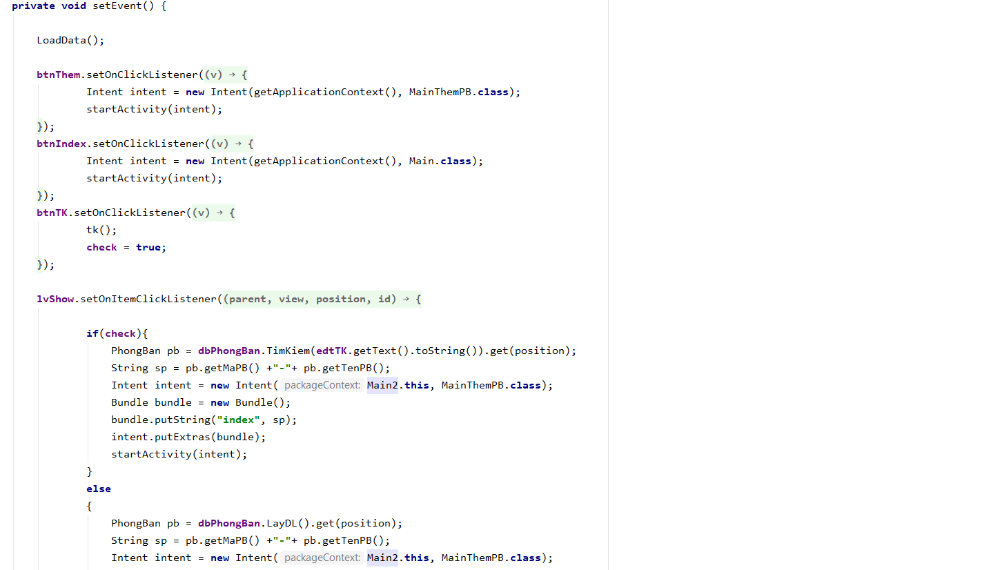 private void setEvent() {
LoadData();
btnThem.setOnClickListener((v) → {
Intent intent = new Intent(getApplicationContext(), MainThemPB.class);
startActivity(intent);
});
btnIndex.setOnClickListener((v) → {
Intent intent = new Intent(getApplicationContext(), Main.class);
startActivity(intent);
});
btnTK.setOnClickListener((v) → {
tk();
check = true;
});
lvShow.setOnItemClickListener((parent, view, position, id) → {
if(check){
PhongBan pb = dbPhongBan.TimKiem(edtTK.getText().toString()).get(position);
String sp = pb.getMaPB() +"-"+ pb.getTenPB();
Intent intent = new Intent( packageContext: Main2.this, MainThemPB.class);
Bundle bundle = new Bundle();
bundle.putString("index", sp);
intent.putExtras(bundle);
startActivity(intent);
}
else
{
PhongBan pb = dbPhongBan.LayDL().get(position);
String sp = pb.getMaPB() +"-"+ pb.getTenPB();
Intent intent = new Intent( packageContext: Main2.this, MainThemPB.class);